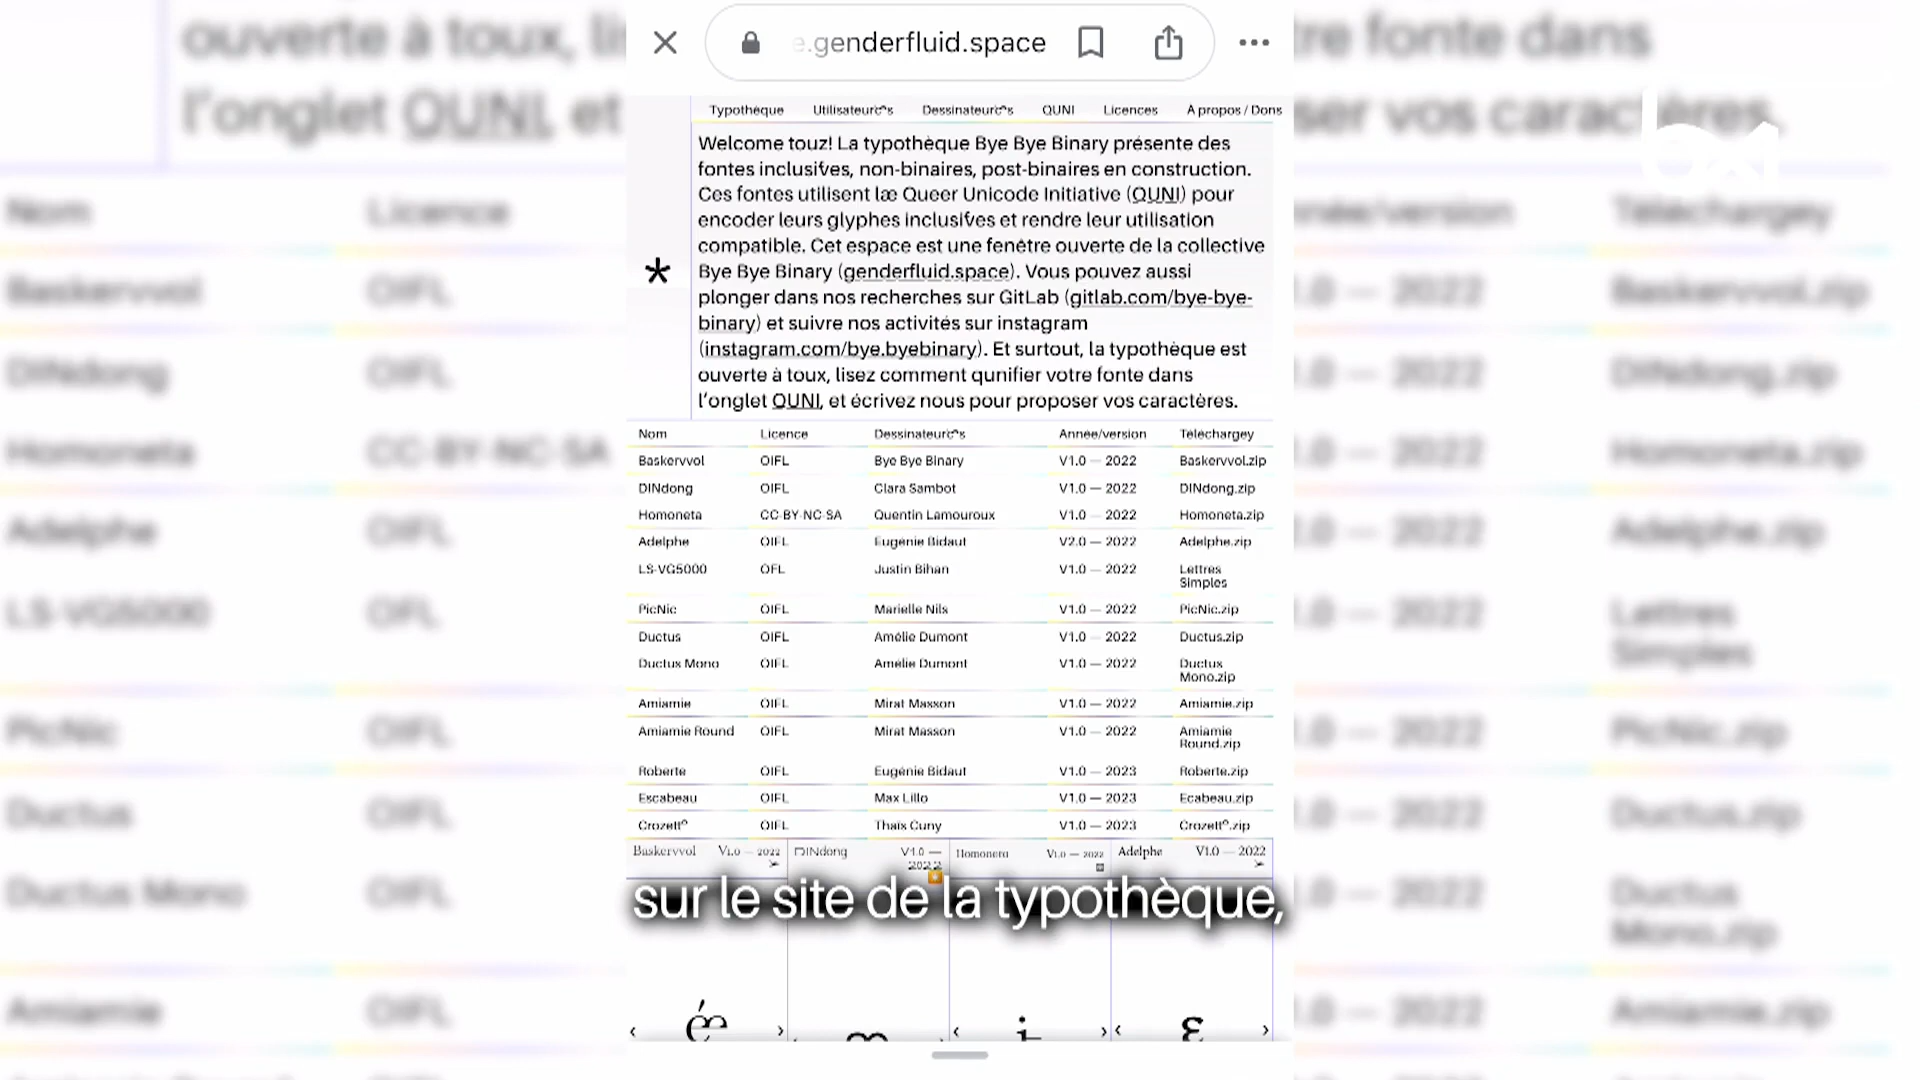 e.genderfluid.space
Typothèque Utilisateur·ices Dessinateur·ices QUNI Licences A propos / Dons
Welcome touz! La typothèque Bye Bye Binary présente des
fontes inclusives, non-binaires, post-binaires en construction.
Ces fontes utilisent læ Queer Unicode Initiative (QUNI) pour
encoder leurs glyphes inclusives et rendre leur utilisation
compatible. Cet espace est une fenêtre ouverte de la collective
Bye Bye Binary (genderfluid.space). Vous pouvez aussi
plonger dans nos recherches sur GitLab (gitlab.com/bye-bye-
binary) et suivre nos activités sur instagram
(instagram.com/bye.byebinary). Et surtout, la typothèque est
ouverte à toux, lisez comment qunifier votre fonte dans
l'onglet QUNI, et écrivez nous pour proposer vos caractères.
*
Nom Licence Dessinateur·ices Année/version Téléchargey
Baskervvol OIFL Bye Bye Binary V1.0 — 2022 Baskervvol.zip
DINdong OIFL Clara Sambot V1.0 — 2022 DINdong.zip
Homoneta CC-BY-NC-SA Quentin Lamouroux V1.0 — 2022 Homoneta.zip
Adelphe OIFL Eugénie Bidaut V2.0 — 2022 Adelphe.zip
LS-VG5000 OFL Justin Bihan V1.0 — 2022 Lettres
Simples
PicNic OIFL Marielle Nils V1.0 — 2022 PicNic.zip
Ductus OIFL Amélie Dumont V1.0 — 2022 Ductus.zip
Ductus Mono OIFL Amélie Dumont V1.0 — 2022 Ductus
Mono.zip
Amiamie OIFL Mirat Masson V1.0 — 2022 Amiamie.zip
Amiamie Round OIFL Mirat Masson V1.0 — 2022 Amiamie
Round.zip
Roberte OIFL Eugénie Bidaut V1.0 — 2023 Roberte.zip
Escabeau OIFL Max Lillo V1.0 — 2023 Ecabeau.zip
Crozett^ OIFL Thaïs Cuny V1.0 — 2023 Crozett^.zip
Baskervvol V1.0 — 2022 DINdong V1.0 — 2022 Homoneta V1.0 — 2022 Adelphe V1.0 — 2022
sur le site de la typothèque,